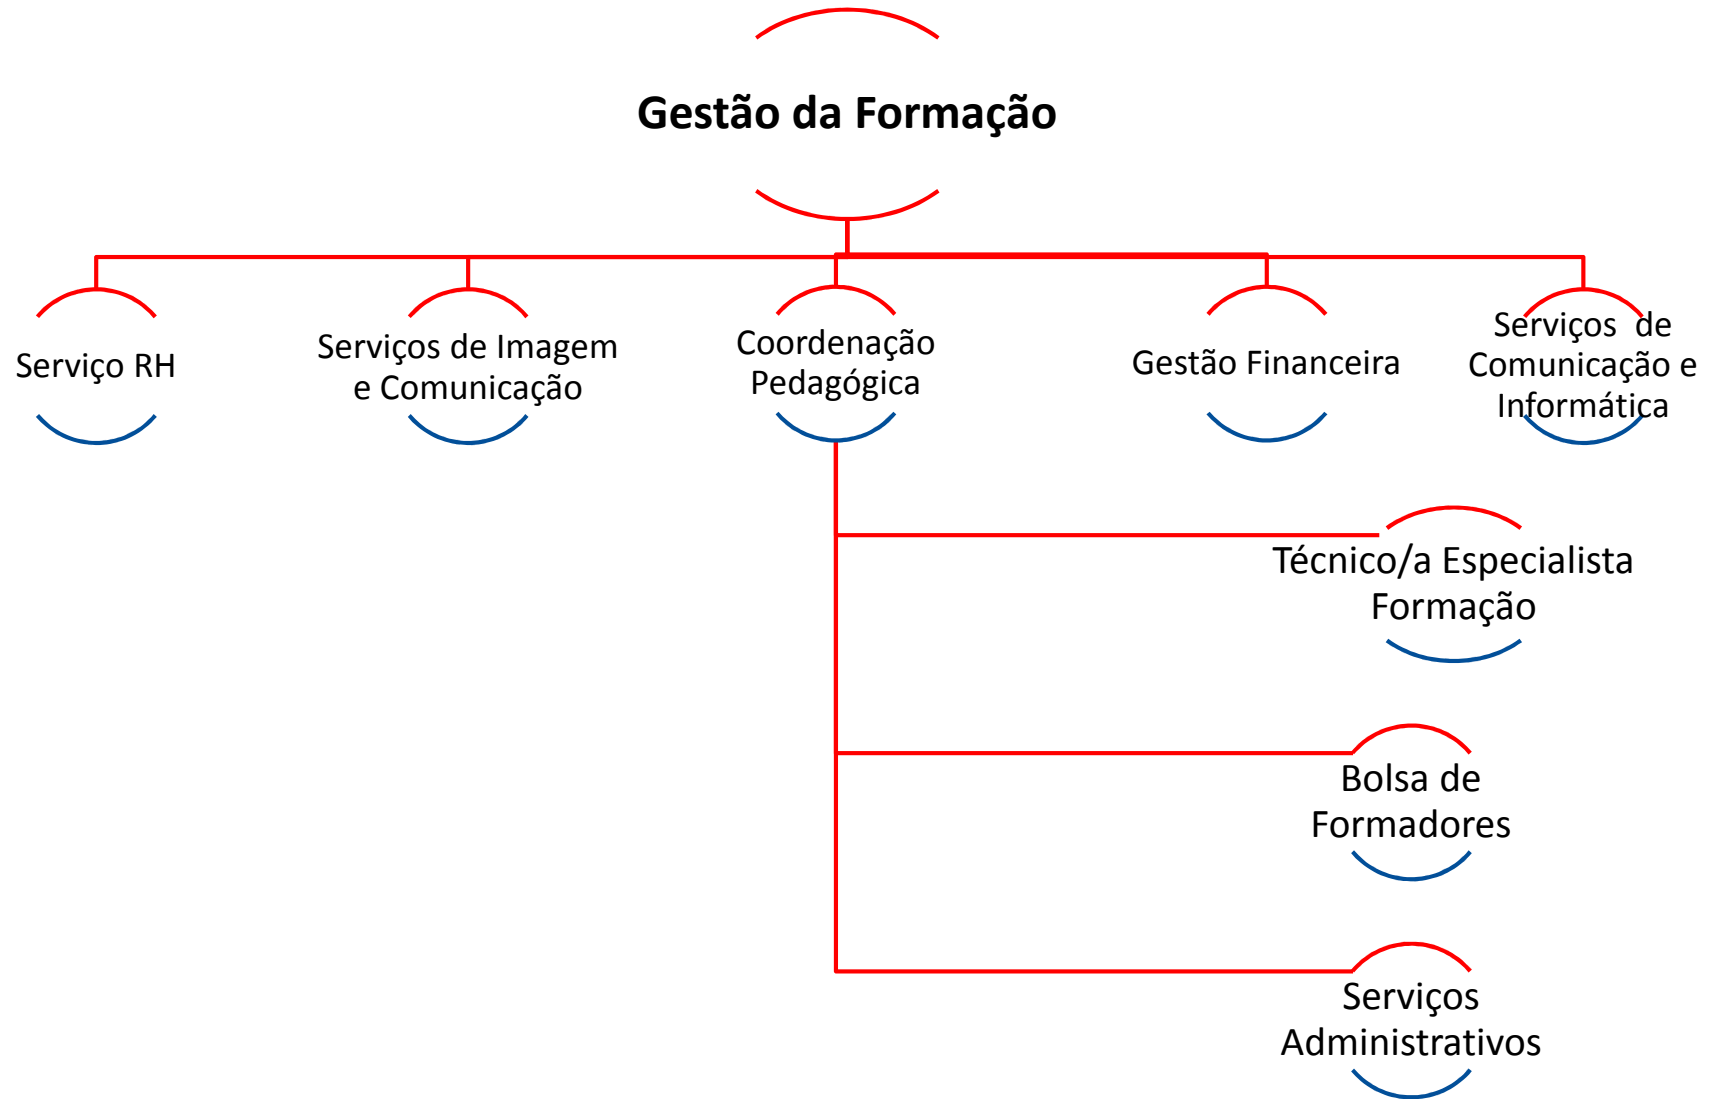 Gestão da Formação
Serviço RH
Serviços de Imagem
e Comunicação
Coordenação
Pedagógica
Gestão Financeira
Serviços  de
Comunicação e
Informática
Técnico/a Especialista
Formação
Bolsa de
Formadores
Serviços
Administrativos